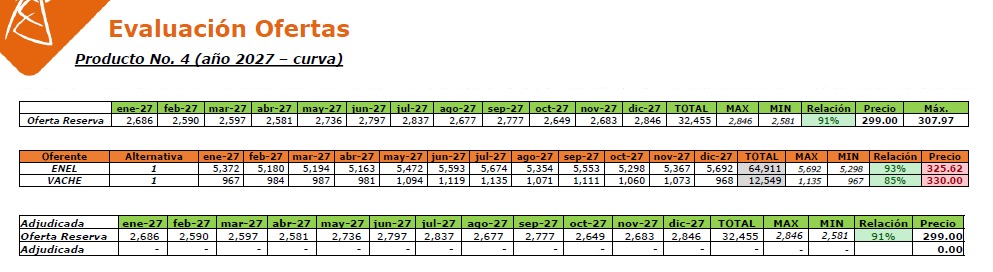 Evaluación Ofertas
Producto No. 4 (año 2027 – curva)
ene-27 feb-27 mar-27 abr-27 may-27 jun-27 jul-27 ago-27 sep-27 oct-27 nov-27 dic-27 TOTAL MAX MIN Relación Precio Máx.
Oferta Reserva 2,686 2,590 2,597 2,581 2,736 2,797 2,837 2,677 2,777 2,649 2,683 2,846 32,455 2,846 2,581 91% 299.00 307.97
Oferente Alternativa ene-27 feb-27 mar-27 abr-27 may-27 jun-27 jul-27 ago-27 sep-27 oct-27 nov-27 dic-27 TOTAL MAX MIN Relación Precio
ENEL 1 5,372 5,180 5,194 5,163 5,472 5,593 5,674 5,354 5,553 5,298 5,367 5,692 64,911 5,692 5,298 93% 325.62
VACHE 1 967 984 987 981 1,094 1,119 1,135 1,071 1,111 1,060 1,073 968 12,549 1,135 967 85% 330.00
Adjudicada ene-27 feb-27 mar-27 abr-27 may-27 jun-27 jul-27 ago-27 sep-27 oct-27 nov-27 dic-27 TOTAL MAX MIN Relación Precio
Oferta Reserva 2,686 2,590 2,597 2,581 2,736 2,797 2,837 2,677 2,777 2,649 2,683 2,846 32,455 2,846 2,581 91% 299.00
Adjudicada - - - - - - - - - - - - - - - 0.00